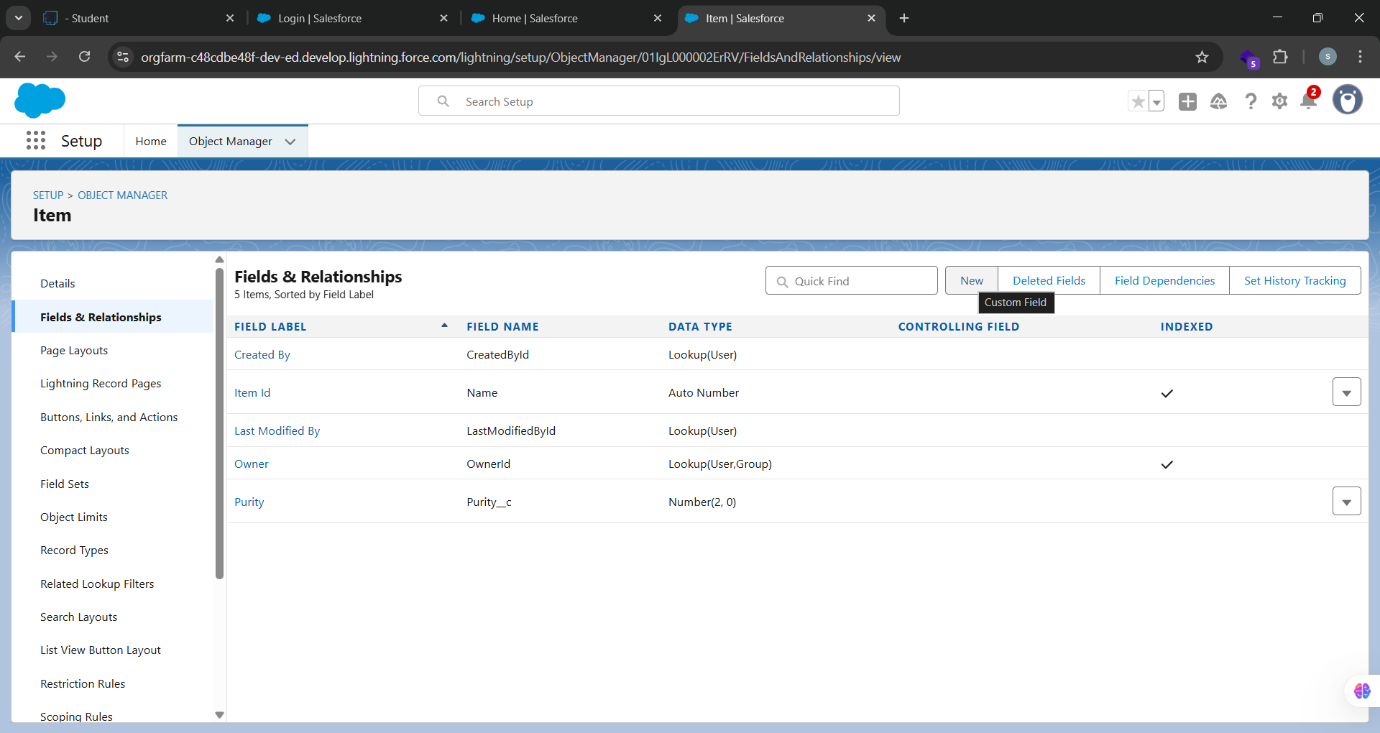 - Student
Login | Salesforce
Home | Salesforce
Item | Salesforce
orgfarm-c48cdbe48f-dev-ed.develop.lightning.force.com/lightning/setup/ObjectManager/01IgL000002ErRV/FieldsAndRelationships/view
5
S
Search Setup
2
Setup
Home
Object Manager
SETUP > OBJECT MANAGER
Item
Details
Fields & Relationships
Page Layouts
Lightning Record Pages
Buttons, Links, and Actions
Compact Layouts
Field Sets
Object Limits
Record Types
Related Lookup Filters
Search Layouts
List View Button Layout
Restriction Rules
Scoping Rules
Fields & Relationships
5 Items, Sorted by Field Label
Quick Find
New
Deleted Fields
Field Dependencies
Set History Tracking
Custom Field
FIELD LABEL FIELD NAME DATA TYPE CONTROLLING FIELD INDEXED
Created By CreatedById Lookup(User)
Item Id Name Auto Number
Last Modified By LastModifiedById Lookup(User)
Owner OwnerId Lookup(User,Group)
Purity Purity__c Number(2, 0)